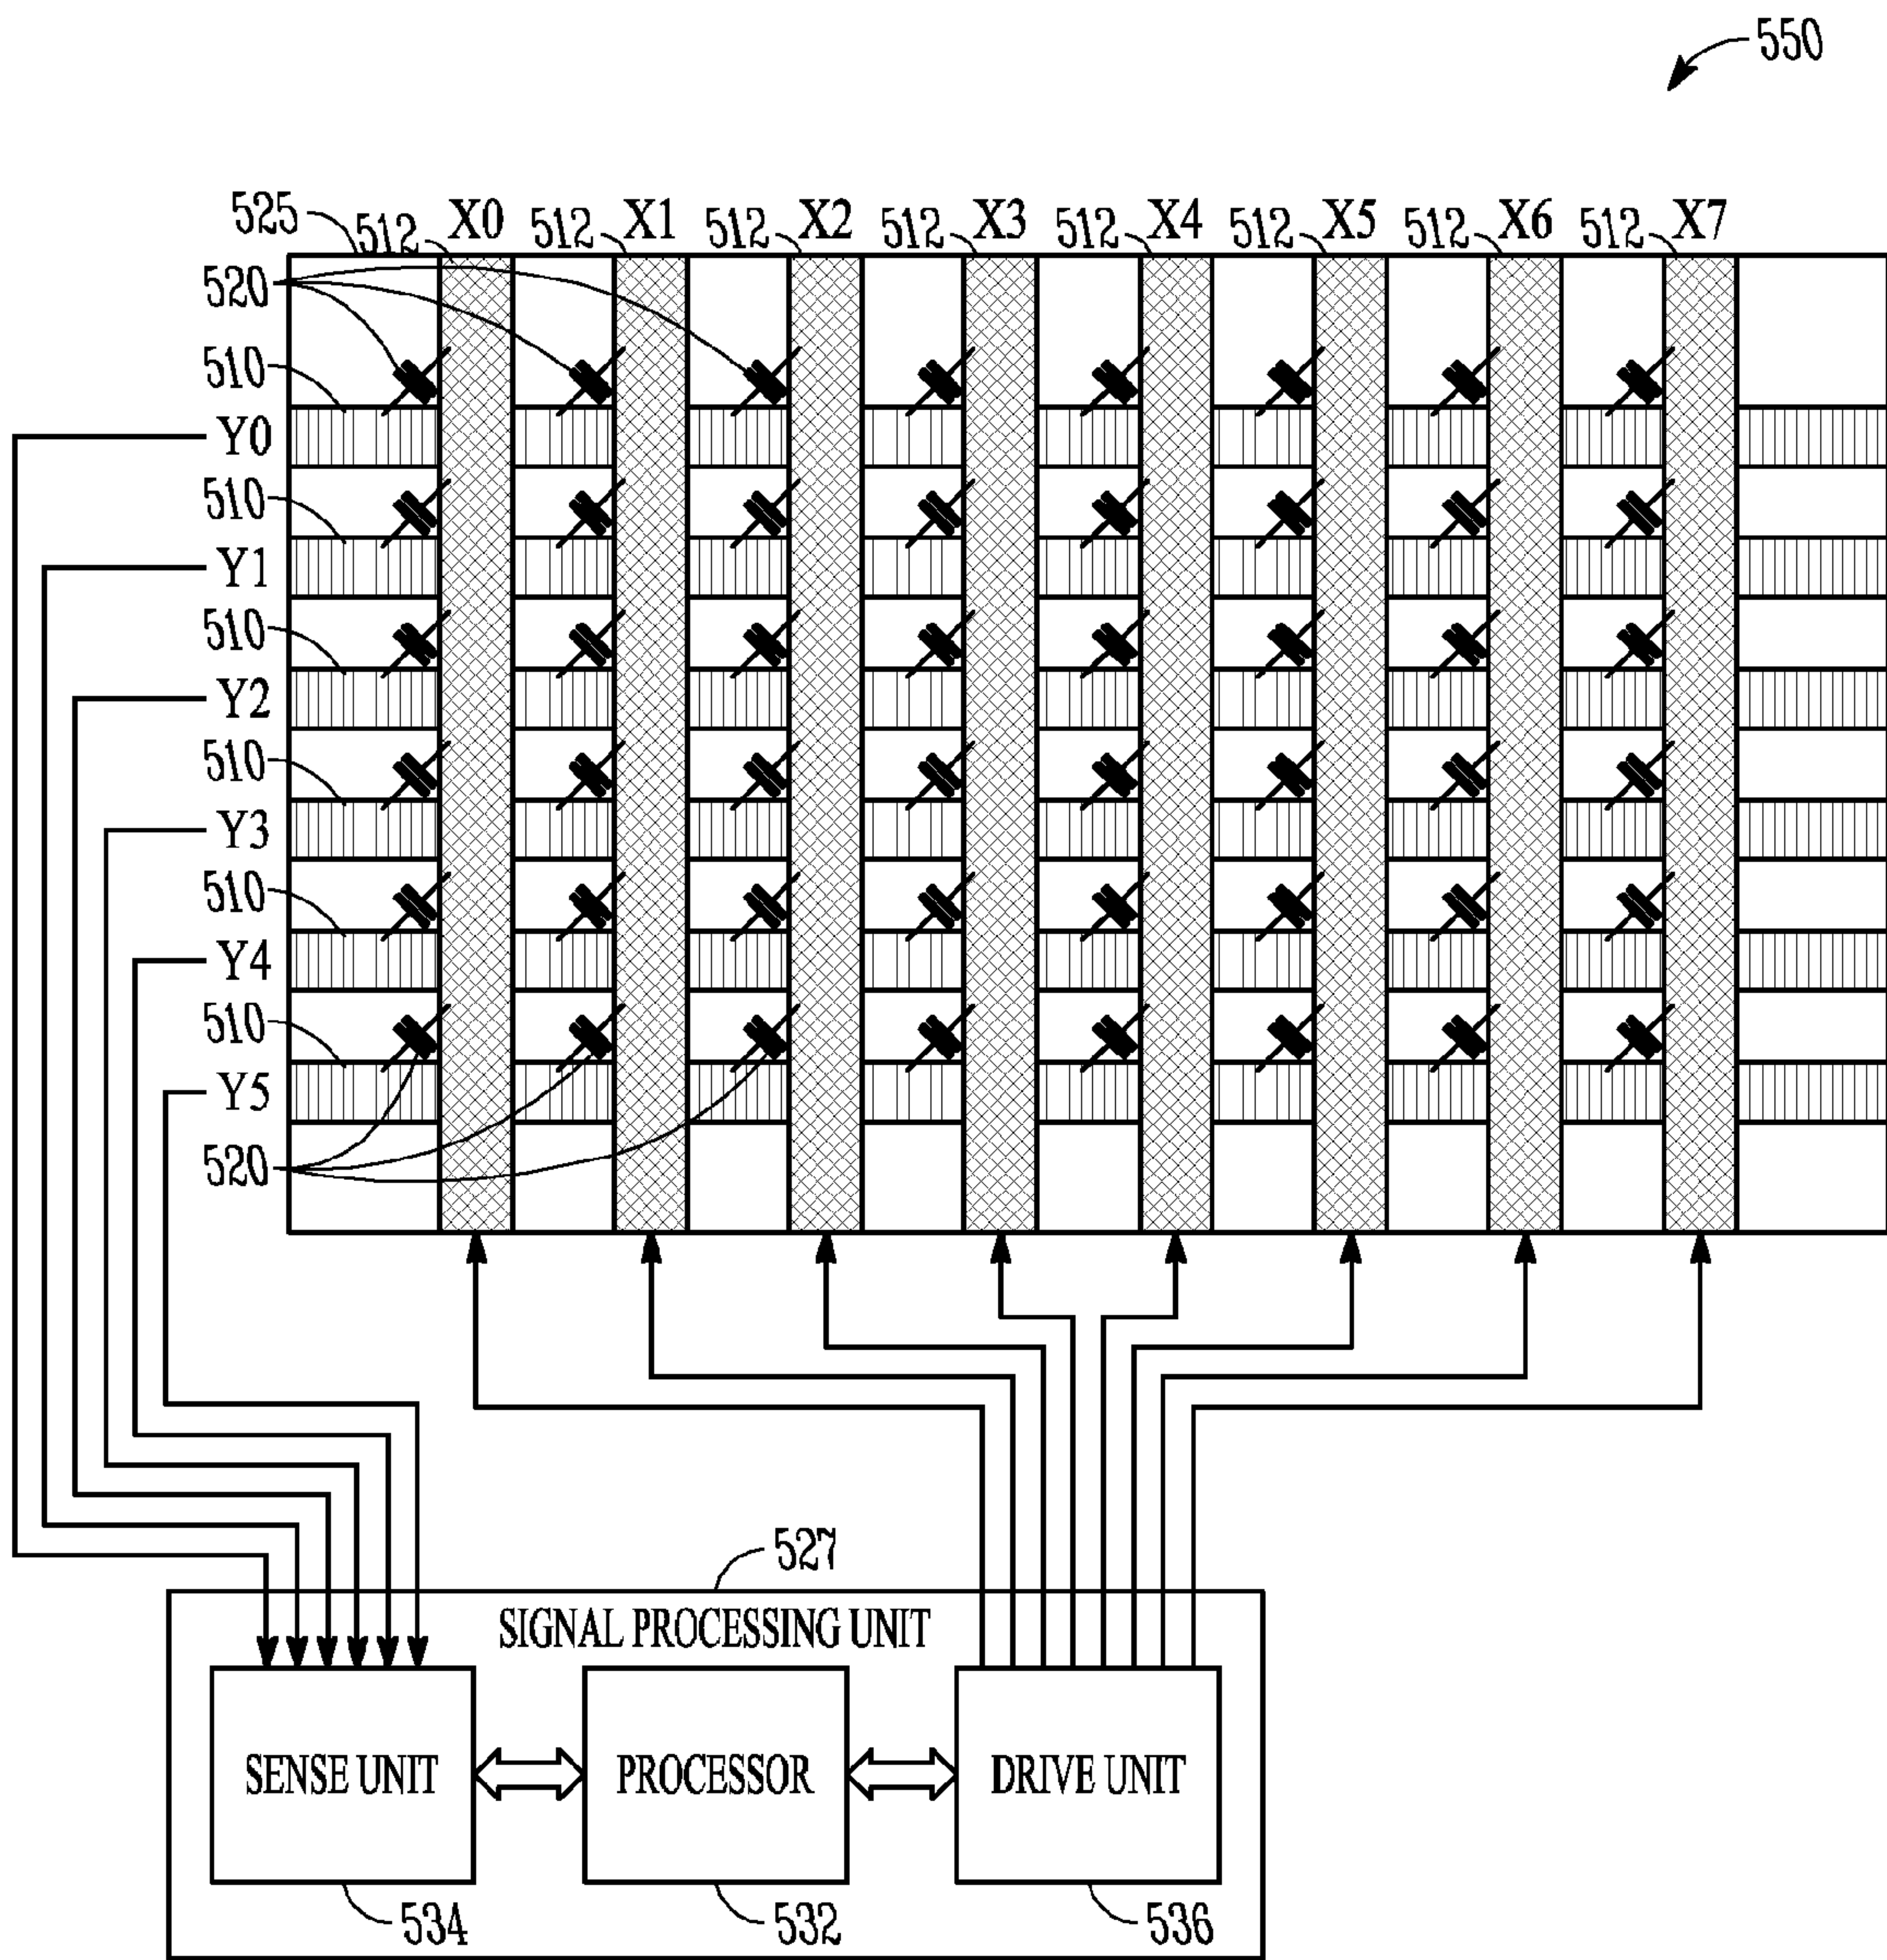 550
525 512 X0 512 X1 512 X2 512 X3 512 X4 512 X5 512 X6 512 X7
520
510
Y0
510
Y1
510
Y2
510
Y3
510
Y4
510
Y5
520
527
SIGNAL PROCESSING UNIT
SENSE UNIT PROCESSOR DRIVE UNIT
534 532 536